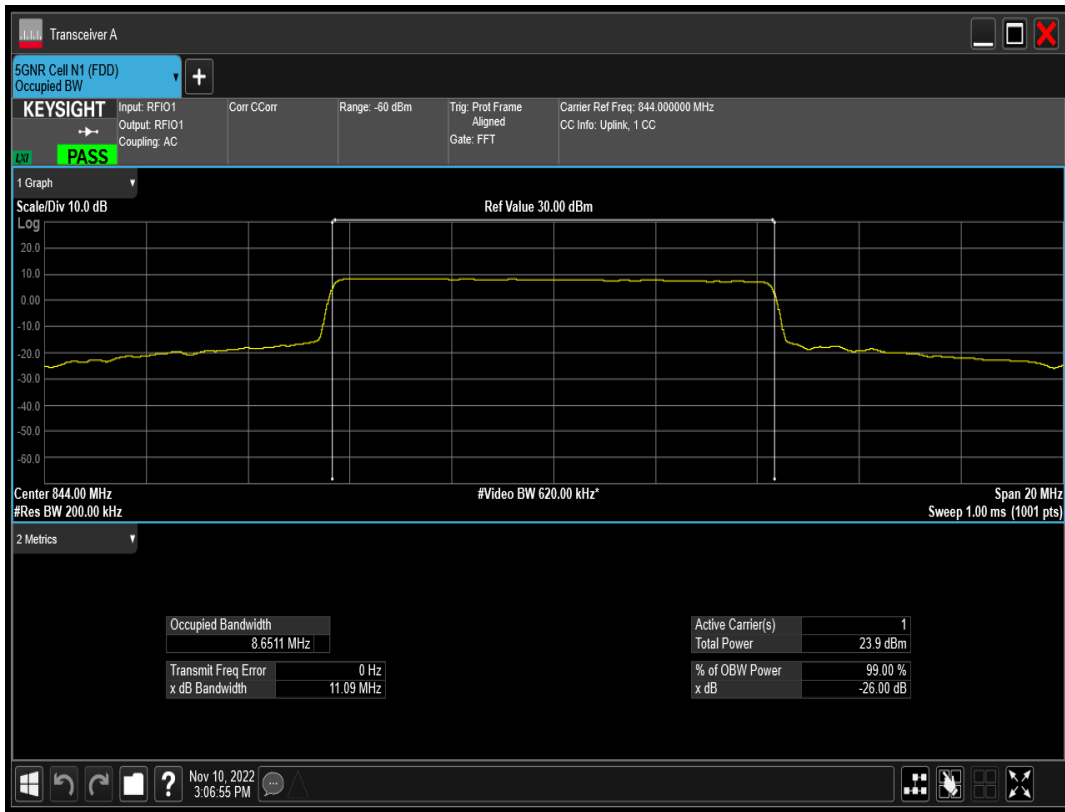 Transceiver A
5GNR Cell N1 (FDD)
Occupied BW
KEYSIGHT
LXI
PASS
Input: RFIO1
Output: RFIO1
Coupling: AC
Corr CCorr
Range: -60 dBm
Trig: Prot Frame
Aligned
Gate: FFT
Carrier Ref Freq: 844.000000 MHz
CC Info: Uplink, 1 CC
1 Graph
Scale/Div 10.0 dB
Ref Value 30.00 dBm
Log
20.0
10.0
0.00
-10.0
-20.0
-30.0
-40.0
-50.0
-60.0
Center 844.00 MHz
#Video BW 620.00 kHz*
Span 20 MHz
#Res BW 200.00 kHz
Sweep 1.00 ms (1001 pts)
2 Metrics
Occupied Bandwidth
8.6511 MHz
Transmit Freq Error 0 Hz
x dB Bandwidth 11.09 MHz
Active Carrier(s) 1
Total Power 23.9 dBm
% of OBW Power 99.00 %
x dB -26.00 dB
?
Nov 10, 2022
3:06:55 PM